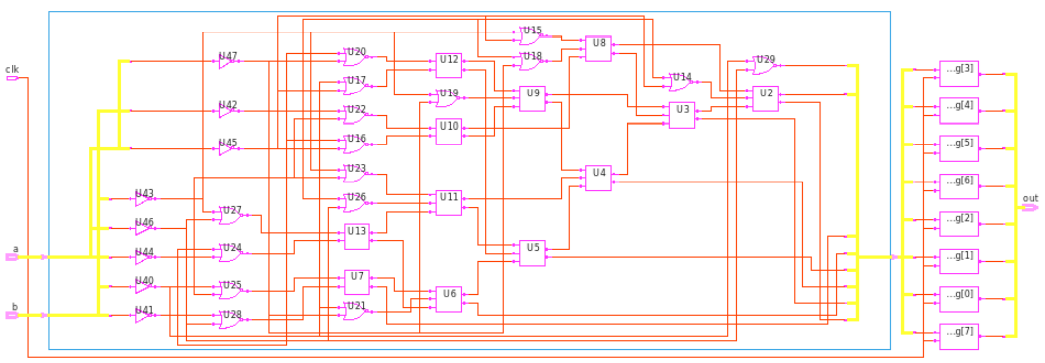 clk
a
b
U47
U42
U45
U43
U46
U44
U40
U41
U27
U24
U25
U28
U20
U17
U22
U16
U23
U26
U13
U7
U21
U12
U19
U10
U11
U6
U15
U18
U9
U5
U8
U4
U14
U3
U29
U2
...g[3]
...g[4]
...g[5]
...g[6]
...g[2]
...g[1]
...g[0]
...g[7]
out